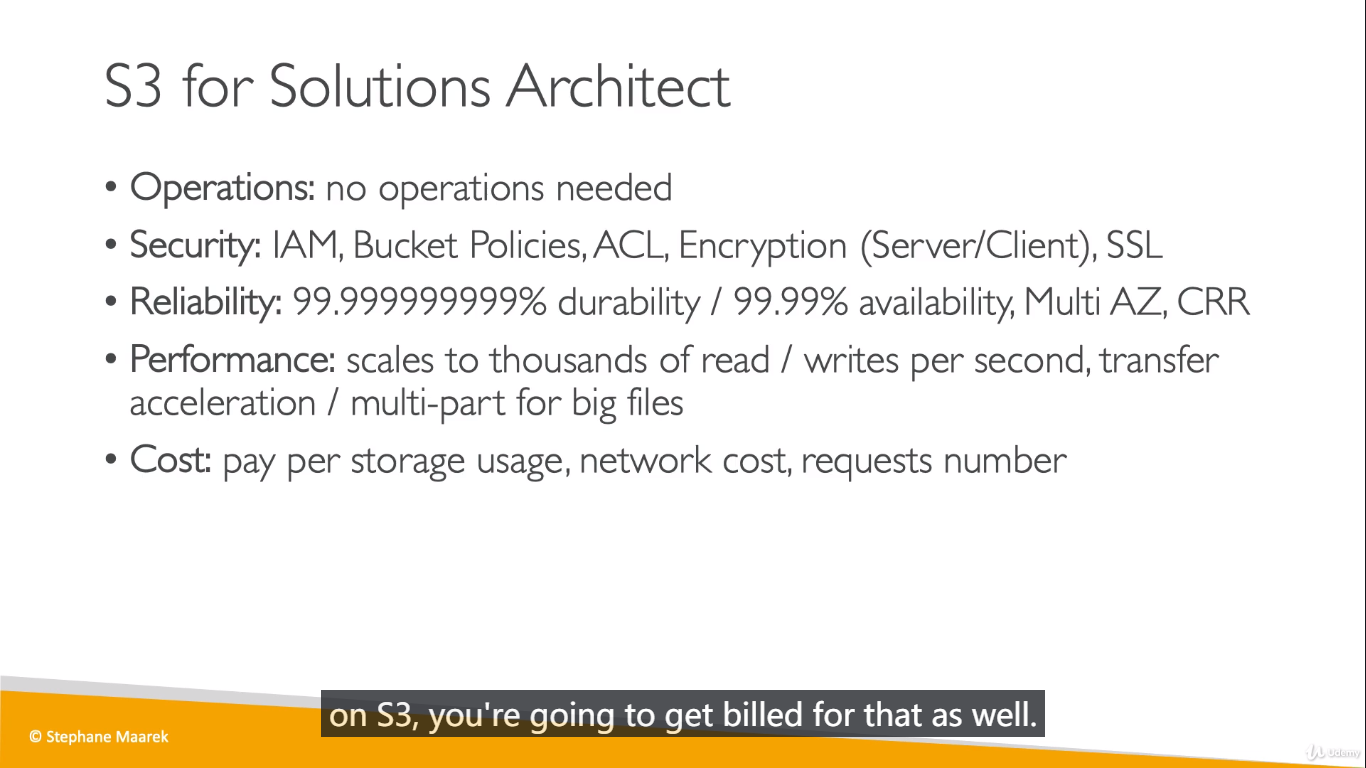 S3 for Solutions Architect
• Operations: no operations needed
• Security: IAM, Bucket Policies, ACL, Encryption (Server/Client), SSL
• Reliability: 99.999999999% durability / 99.99% availability, Multi AZ, CRR
• Performance: scales to thousands of read / writes per second, transfer
acceleration / multi-part for big files
• Cost: pay per storage usage, network cost, requests number
on S3, you're going to get billed for that as well.
© Stephane Maarek
Udemy